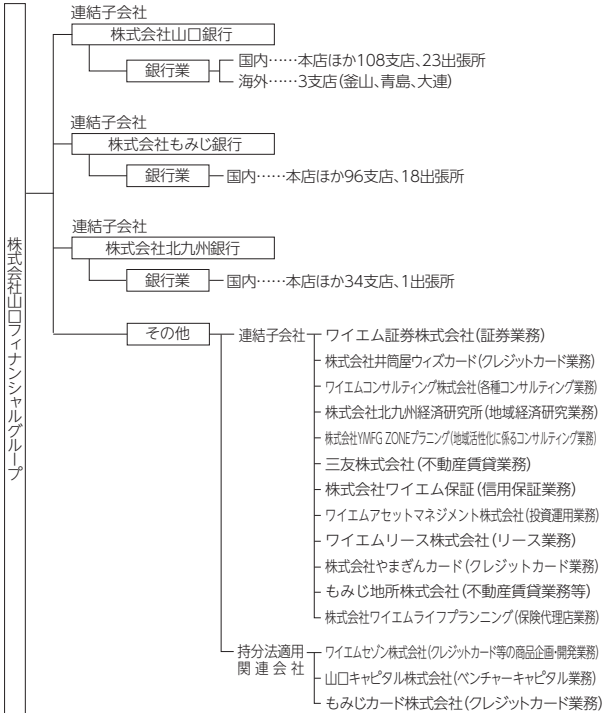 株式会社山口フィナンシャルグループ
連結子会社
株式会社山口銀行
銀行業
国内……本店ほか108支店、23出張所
海外……3支店(釜山、青島、大連)
連結子会社
株式会社もみじ銀行
銀行業
国内……本店ほか96支店、18出張所
連結子会社
株式会社北九州銀行
銀行業
国内……本店ほか34支店、1出張所
その他
連結子会社
ワイエム証券株式会社(証券業務)
株式会社井筒屋ウィズカード(クレジットカード業務)
ワイエムコンサルティング株式会社(各種コンサルティング業務)
株式会社北九州経済研究所(地域経済研究業務)
株式会社YMFG ZONEプラニング(地域活性化に係るコンサルティング業務)
三友株式会社(不動産賃貸業務)
株式会社ワイエム保証(信用保証業務)
ワイエムアセットマネジメント株式会社(投資運用業務)
ワイエムリース株式会社(リース業務)
株式会社やまぎんカード(クレジットカード業務)
もみじ地所株式会社(不動産賃貸業務等)
株式会社ワイエムライフプランニング(保険代理店業務)
持分法適用
関連会社
ワイエムセゾン株式会社(クレジットカード等の商品企画・開発業務)
山口キャピタル株式会社(ベンチャーキャピタル業務)
もみじカード株式会社(クレジットカード業務)